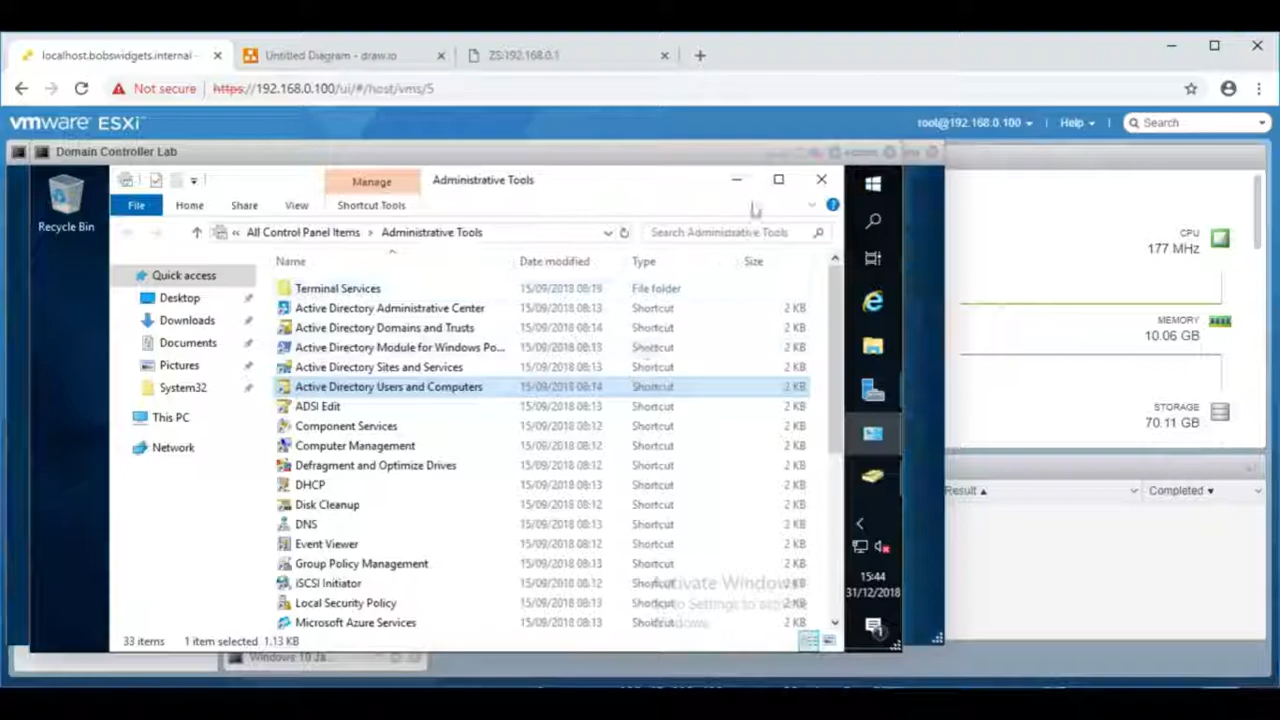 localhost.bobswidgets.internal -
Untitled Diagram - draw.io
ZS:192.168.0.1
Not secure
https://192.168.0.100/ui/#/host/vms/5
vmware ESXi
root@192.168.0.100
Help
Search
Domain Controller Lab
Recycle Bin
Manage
Administrative Tools
File
Home
Share
View
Shortcut Tools
« All Control Panel Items > Administrative Tools
Search Administrative Tools
Name
Date modified
Type
Size
Quick access
Desktop
Downloads
Documents
Pictures
System32
This PC
Network
Terminal Services 15/09/2018 08:19 File folder
Active Directory Administrative Center 15/09/2018 08:13 Shortcut 2 KB
Active Directory Domains and Trusts 15/09/2018 08:14 Shortcut 2 KB
Active Directory Module for Windows Po... 15/09/2018 08:13 Shortcut 2 KB
Active Directory Sites and Services 15/09/2018 08:13 Shortcut 2 KB
Active Directory Users and Computers 15/09/2018 08:14 Shortcut 2 KB
ADSI Edit 15/09/2018 08:13 Shortcut 2 KB
Component Services 15/09/2018 08:12 Shortcut 2 KB
Computer Management 15/09/2018 08:12 Shortcut 2 KB
Defragment and Optimize Drives 15/09/2018 08:12 Shortcut 2 KB
DHCP 15/09/2018 08:13 Shortcut 2 KB
Disk Cleanup 15/09/2018 08:12 Shortcut 2 KB
DNS 15/09/2018 08:13 Shortcut 2 KB
Event Viewer 15/09/2018 08:12 Shortcut 2 KB
Group Policy Management 15/09/2018 08:13 Shortcut 2 KB
iSCSI Initiator 15/09/2018 08:12 Shortcut 2 KB
Local Security Policy 15/09/2018 08:13 Shortcut 2 KB
Microsoft Azure Services 15/09/2018 08:13 Shortcut 2 KB
Activate Windows
to Settings to
33 items
1 item selected 1.13 KB
15:44
31/12/2018
1
CPU
177 MHz
MEMORY
10.06 GB
STORAGE
70.11 GB
Result
Completed
Windows 10 Ja...